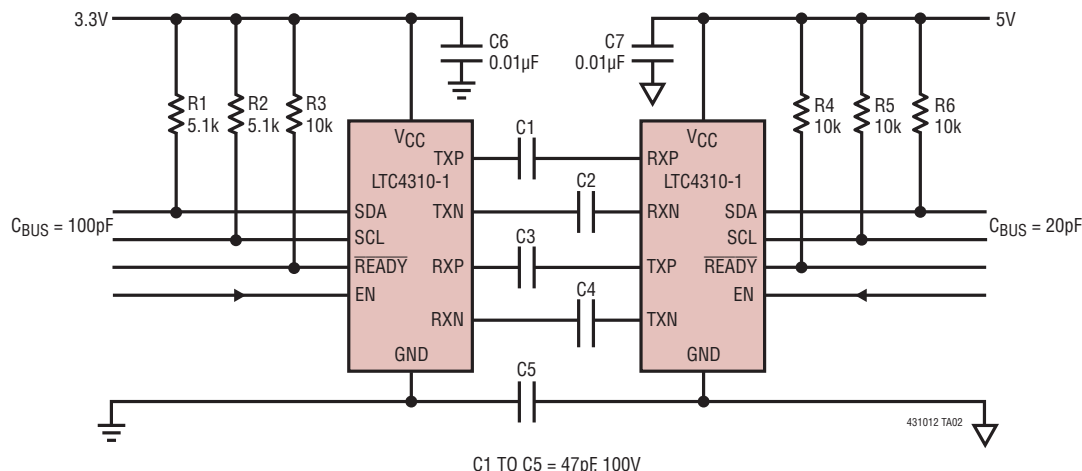 3.3V
5V
C6
0.01µF
C7
0.01µF
R1
5.1k
R2
5.1k
R3
10k
R4
10k
R5
10k
R6
10k
VCC
TXP
LTC4310-1
SDA
TXN
SCL
READY
RXP
EN
RXN
GND
C1
C2
C3
C4
C5
VCC
RXP
LTC4310-1
RXN
SDA
SCL
TXP
READY
EN
TXN
GND
CBUS = 100pF
CBUS = 20pF
431012 TA02
C1 TO C5 = 47pF, 100V